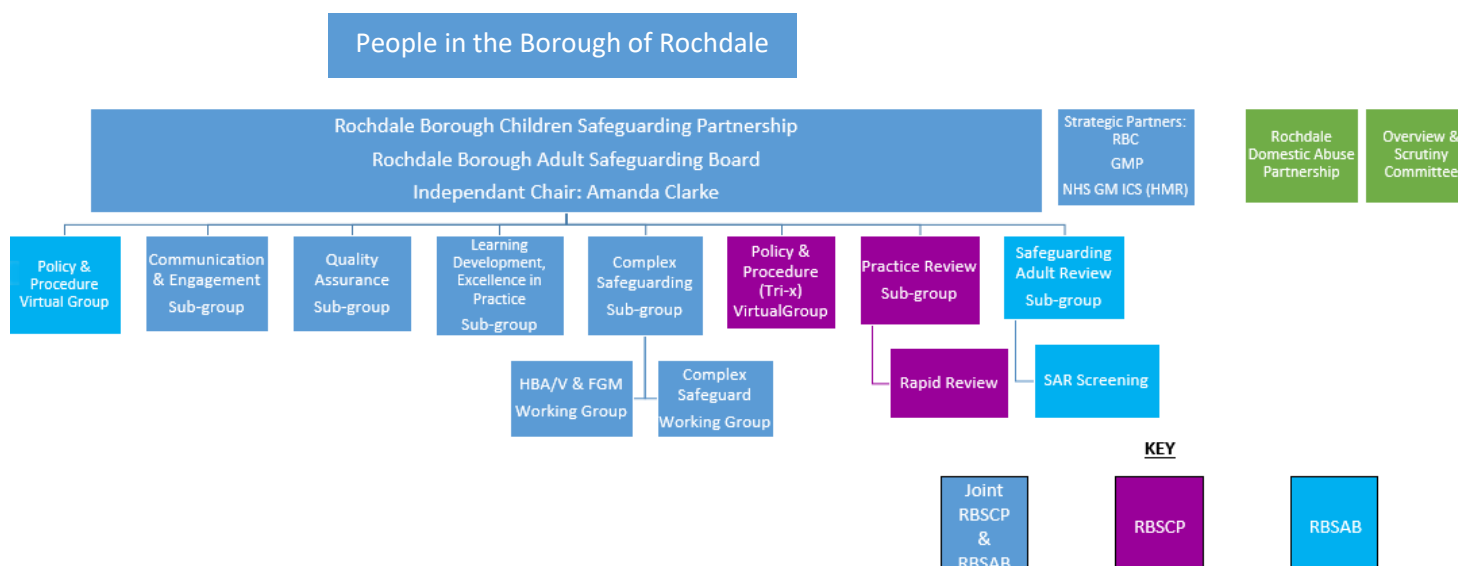 People in the Borough of Rochdale
Rochdale Borough Children Safeguarding Partnership
Rochdale Borough Adult Safeguarding Board
Independant Chair: Amanda Clarke
Strategic Partners:
RBC
GMP
NHS GM ICS (HMR)
Rochdale
Domestic Abuse
Partnership
Overview &
Scrutiny
Committee
Policy &
Procedure
Virtual Group
Communication
& Engagement
Sub-group
Quality
Assurance
Sub-group
Learning
Development,
Excellence in
Practice
Sub-group
Complex
Safeguarding
Sub-group
Policy &
Procedure
(Tri-x)
VirtualGroup
Practice Review
Sub-group
Safeguarding
Adult Review
Sub-group
HBA/V & FGM
Working Group
Complex
Safeguard
Working Group
Rapid Review
SAR Screening
KEY
Joint
RBSCP
&
RBSAB
RBSCP
RBSAB